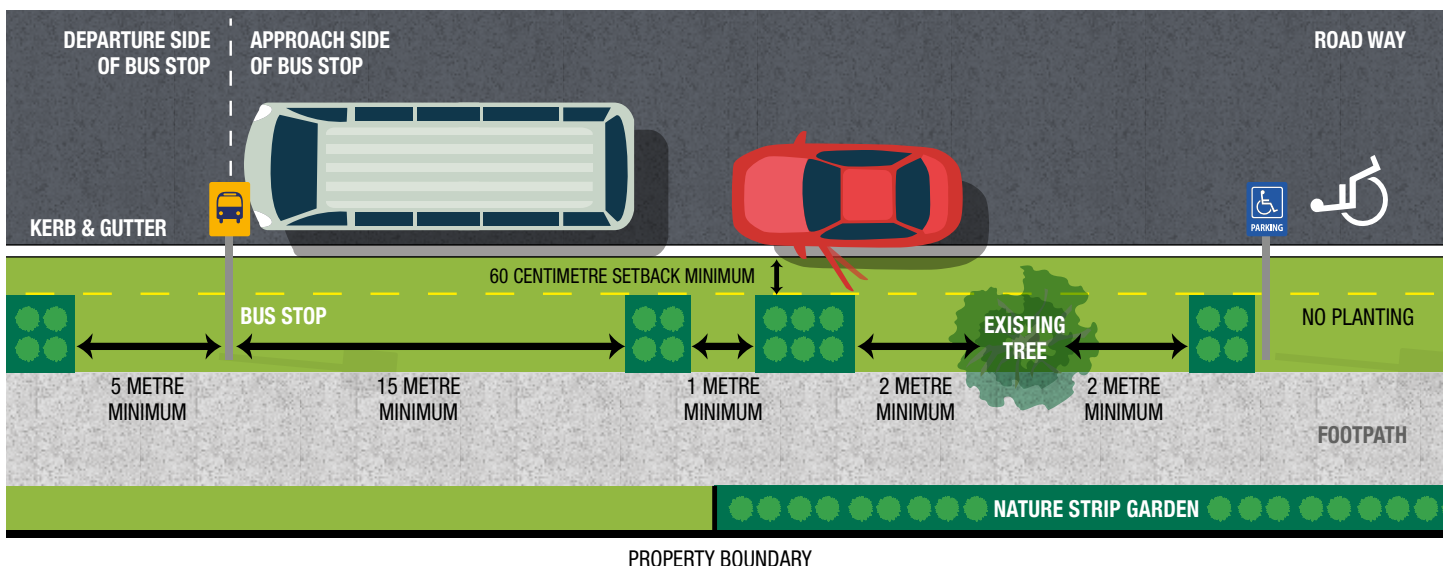 DEPARTURE SIDE
OF BUS STOP
APPROACH SIDE
OF BUS STOP
ROAD WAY
PARKING
KERB & GUTTER
60 CENTIMETRE SETBACK MINIMUM
BUS STOP
EXISTING
TREE
NO PLANTING
5 METRE
MINIMUM
15 METRE
MINIMUM
1 METRE
MINIMUM
2 METRE
MINIMUM
2 METRE
MINIMUM
FOOTPATH
NATURE STRIP GARDEN
PROPERTY BOUNDARY